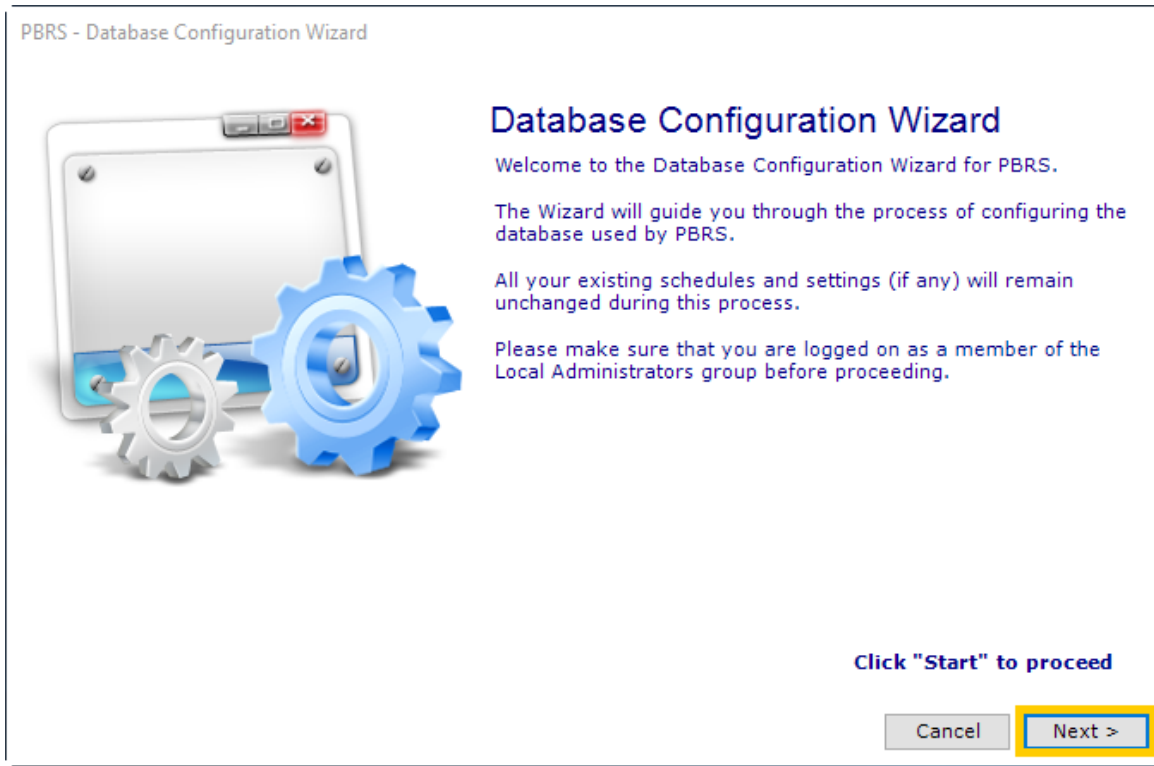 PBRS - Database Configuration Wizard
Database Configuration Wizard
Welcome to the Database Configuration Wizard for PBRS.
The Wizard will guide you through the process of configuring the
database used by PBRS.
All your existing schedules and settings (if any) will remain
unchanged during this process.
Please make sure that you are logged on as a member of the
Local Administrators group before proceeding.
Click "Start" to proceed
Cancel
Next >